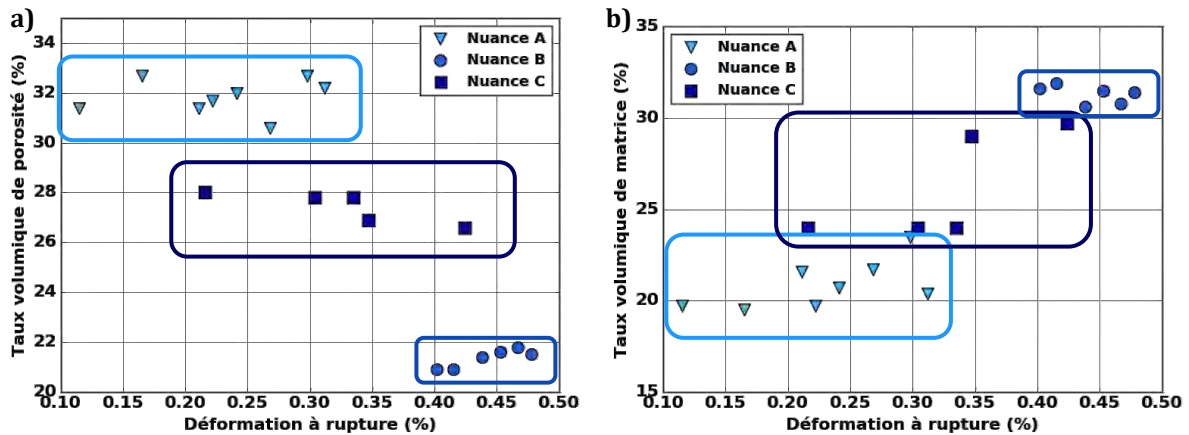 a)
Taux volumique de porosité (%)
34
32
30
28
26
24
22
20
Nuance A
Nuance B
Nuance C
0.10 0.15 0.20 0.25 0.30 0.35 0.40 0.45 0.50
Déformation à rupture (%)
b)
Taux volumique de matrice (%)
35
30
25
20
15
Nuance A
Nuance B
Nuance C
0.10 0.15 0.20 0.25 0.30 0.35 0.40 0.45 0.50
Déformation à rupture (%)